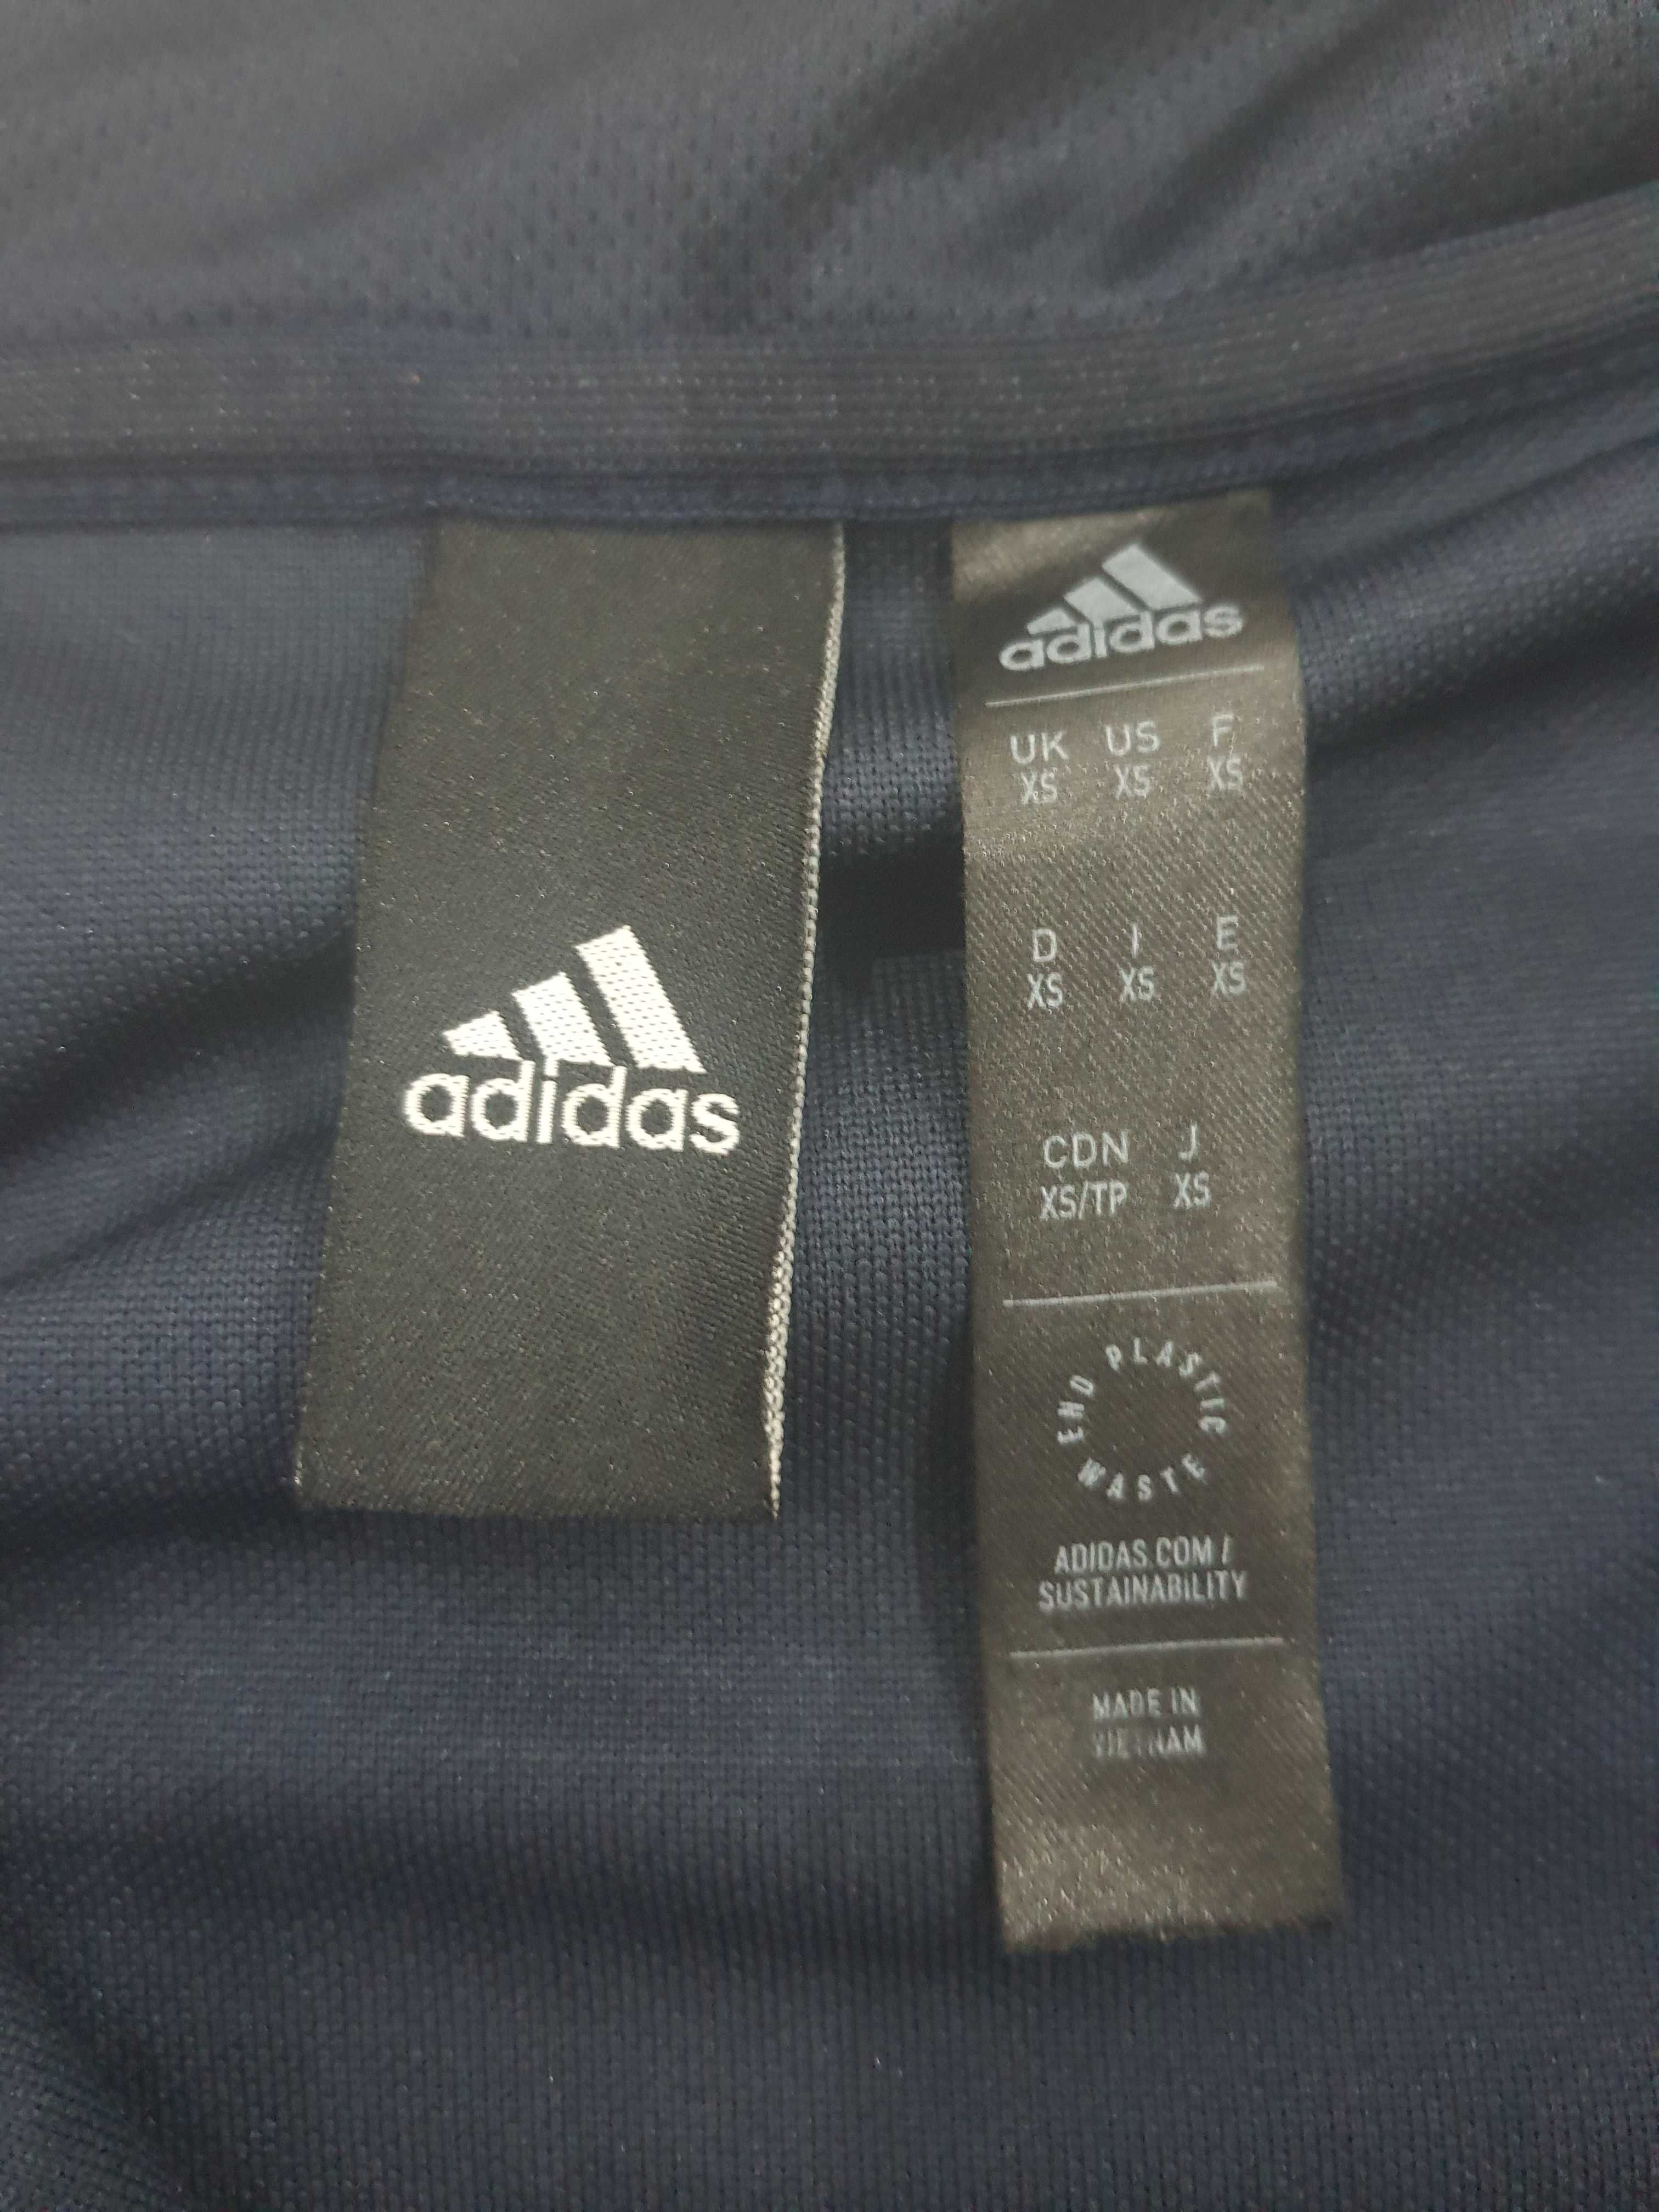 adidas
adidas
UK US F
XS XS XS
D I E
XS XS XS
CDN J
XS/TP XS
END PLASTIC WASTE
ADIDAS.COM/
SUSTAINABILITY
MADE IN
VIETNAM